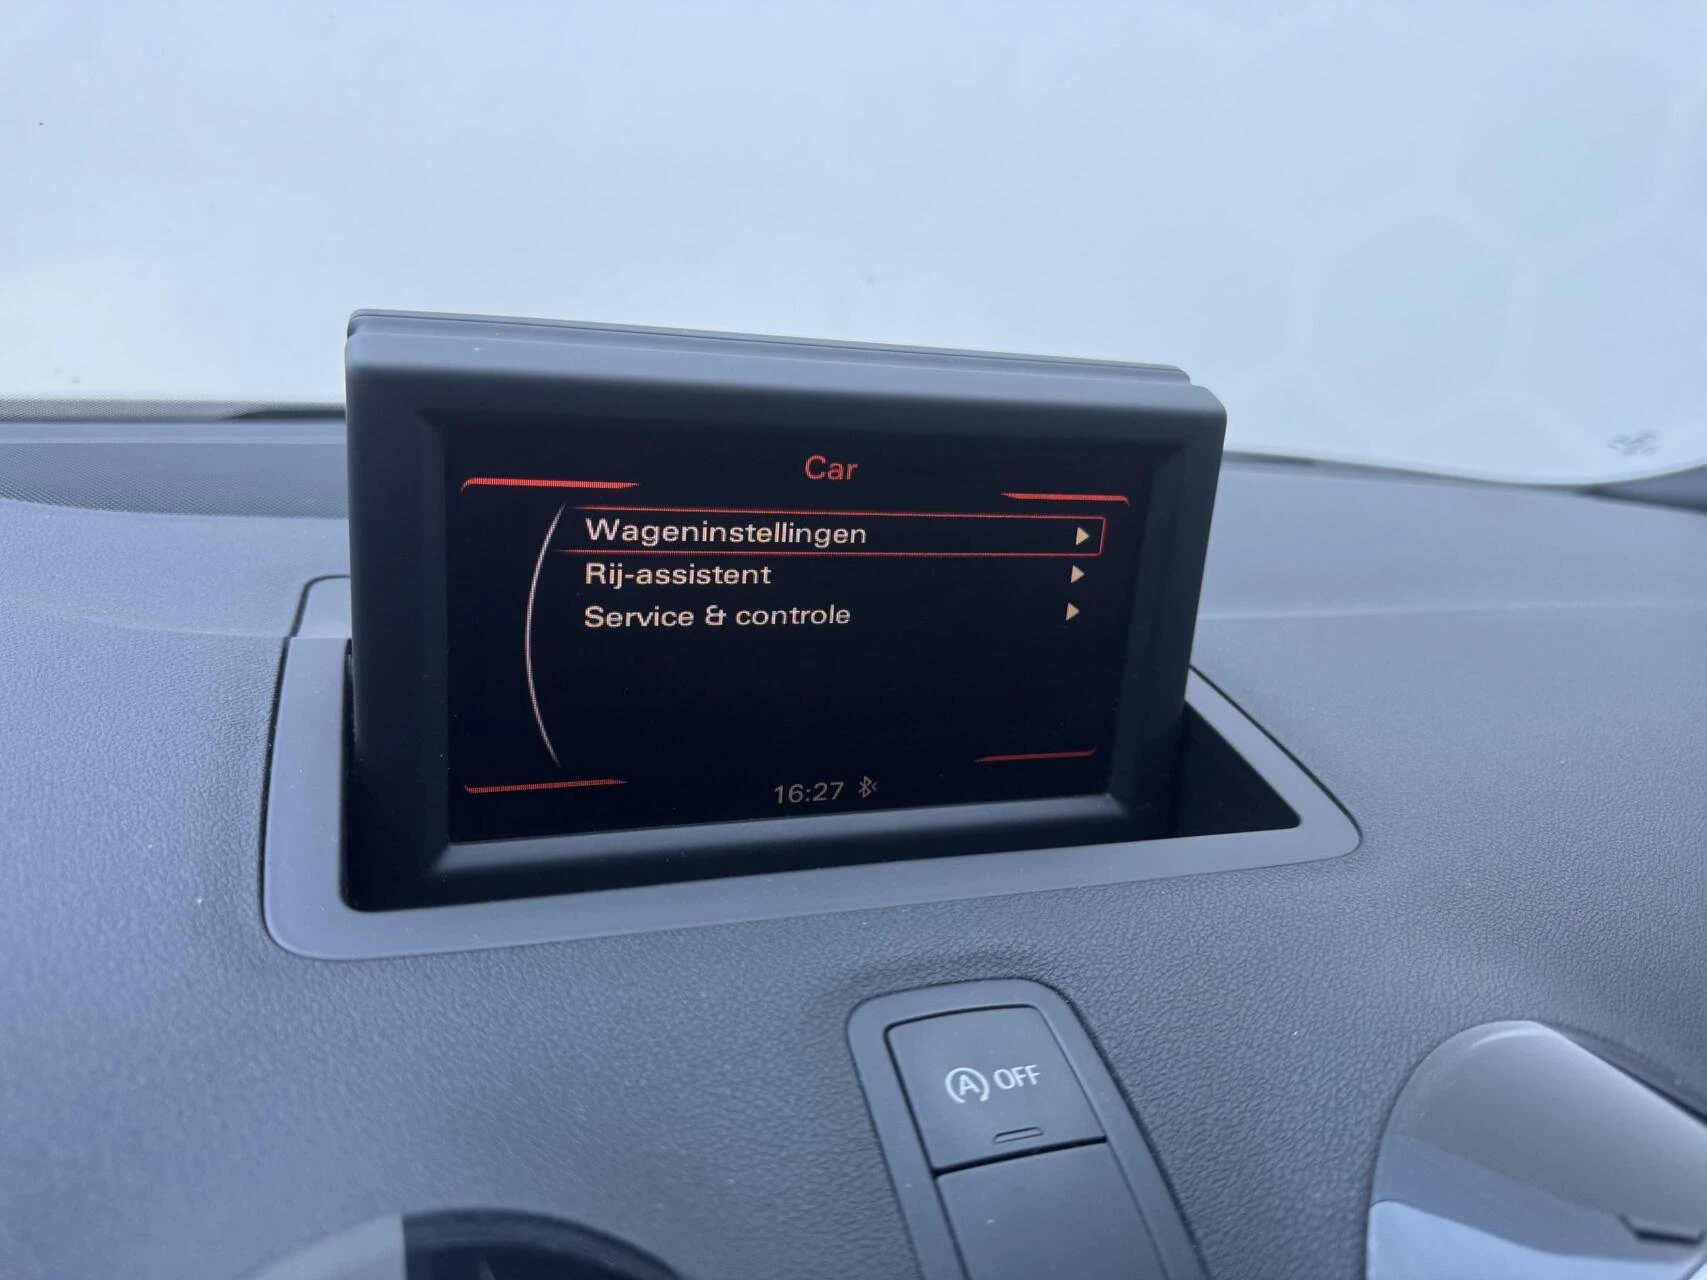 Car
Wageninstellingen
Rij-assistent
Service & controle
16:27
A OFF